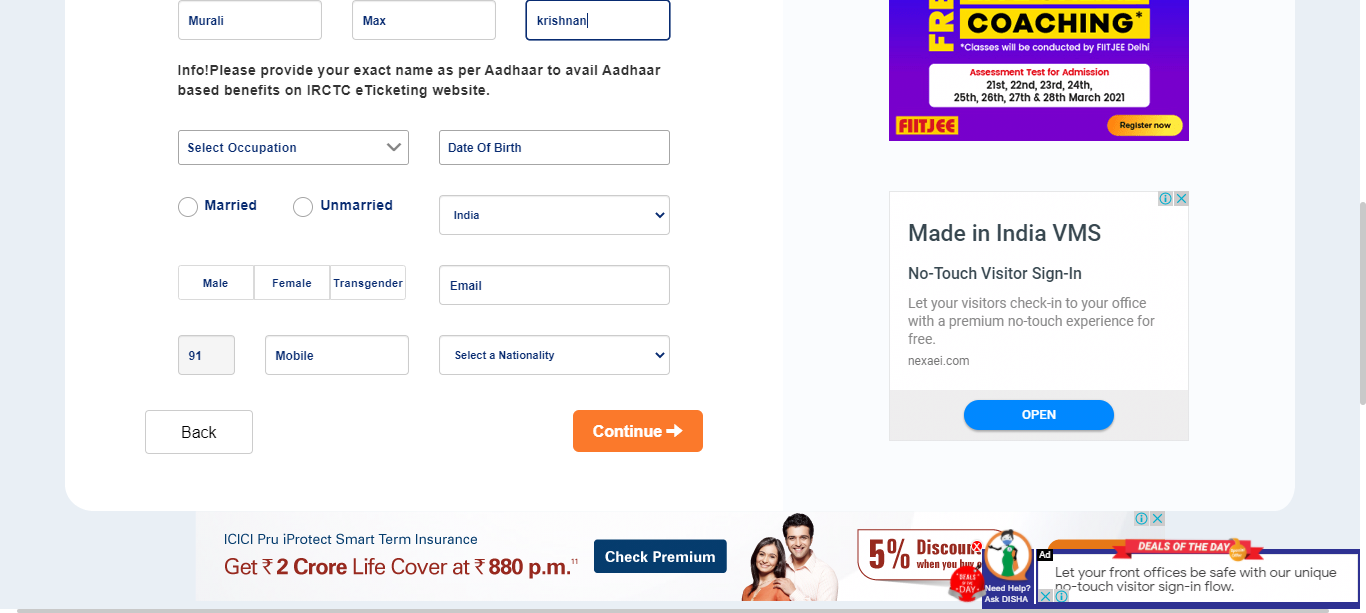 Murali
Max
krishnan
Info!Please provide your exact name as per Aadhaar to avail Aadhaar
based benefits on IRCTC eTicketing website.
Select Occupation
Date Of Birth
Married
Unmarried
India
Male
Female
Transgender
Email
91
Mobile
Select a Nationality
Back
Continue
FREE
COACHING*
*Classes will be conducted by FIITJEE Delhi
Assessment Test for Admission
21st, 22nd, 23rd, 24th,
25th, 26th, 27th & 28th March 2021
FIITJEE
Register now
Made in India VMS
No-Touch Visitor Sign-In
Let your visitors check-in to your office
with a premium no-touch experience for
free.
nexaei.com
OPEN
ICICI Pru iProtect Smart Term Insurance
Get ₹ 2 Crore Life Cover at ₹ 880 p.m.11
Check Premium
5% Discoun
when you buy
DEALS OF THE DAY
Need Help?
Ask DISHA
Ad
DEALS OF THE DAY
Let your front offices be safe with our unique
no-touch visitor sign-in flow.